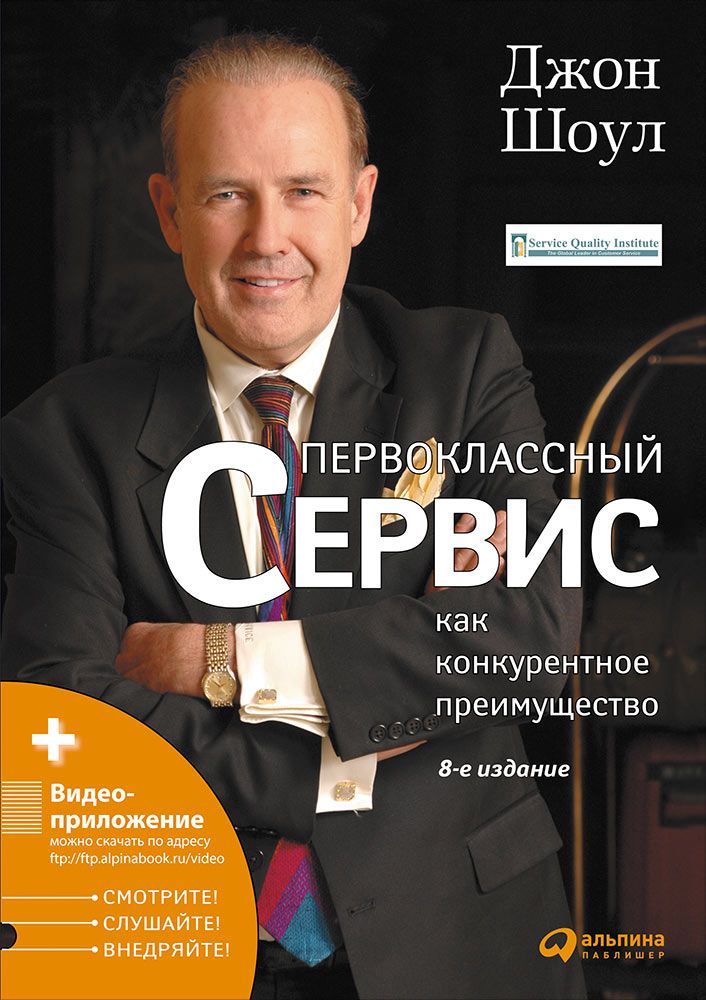 Джон
Шоул
Service Quality Institute
The Global Leader in Customer Service
ПЕРВОКЛАССНЫЙ
СЕРВИС
как
конкурентное
преимущество
8-е издание
+
Видео-
приложение
можно скачать по адресу
ftp://ftp.alpinabook.ru/video
СМОТРИТЕ!
СЛУШАЙТЕ!
ВНЕДРЯЙТЕ!
альпина
ПАБЛИШЕР